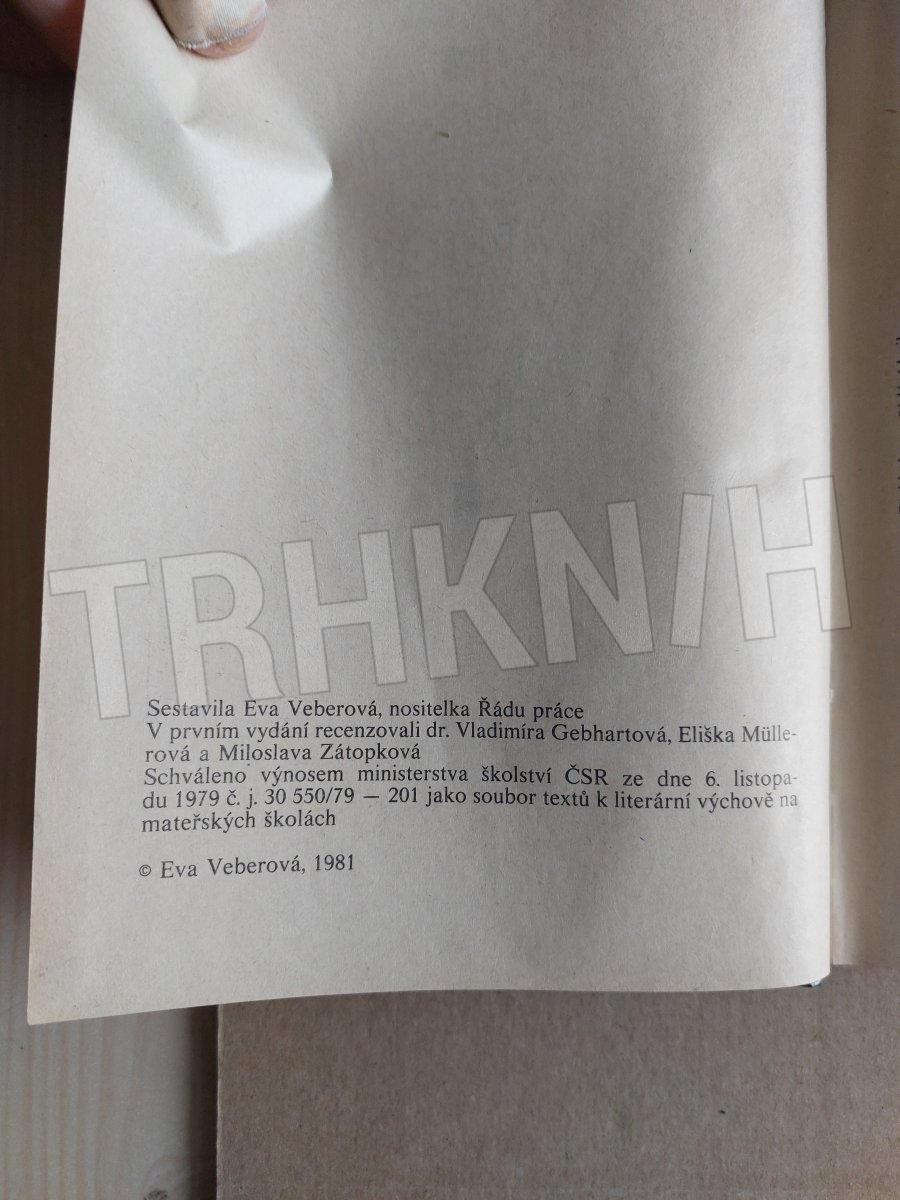 TRHKNIH
Sestavila Eva Veberová, nositelka Řádu práce
V prvním vydání recenzovali dr. Vladimíra Gebhartová, Eliška Mülle-
rová a Miloslava Zátopková
Schváleno výnosem ministerstva školství ČSR ze dne 6. listopa-
du 1979 č. j. 30 550/79 — 201 jako soubor textů k literární výchově na
mateřských školách
© Eva Veberová, 1981